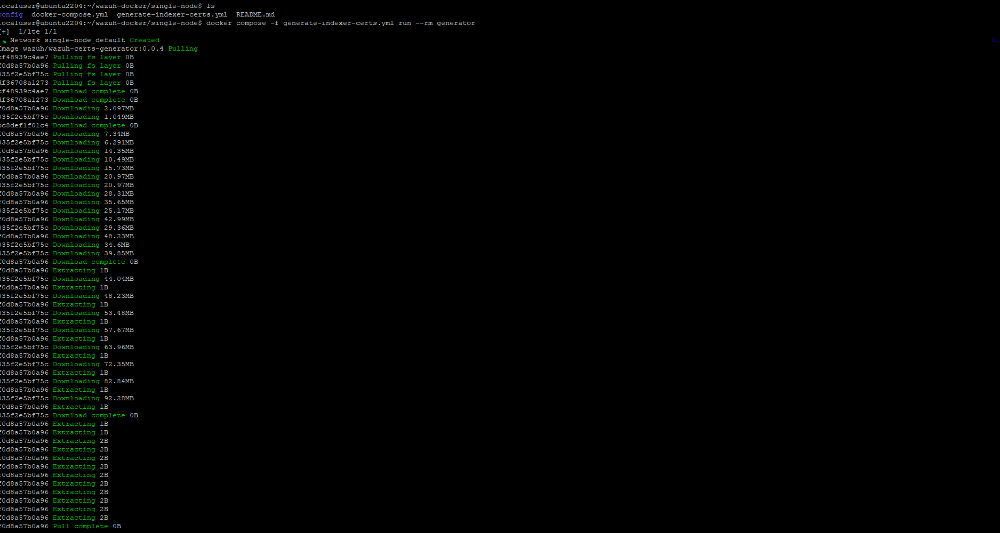 localuser@ubuntu2204:~/wazuh-docker/single-node$ ls
config  docker-compose.yml  generate-indexer-certs.yml  README.md
localuser@ubuntu2204:~/wazuh-docker/single-node$ docker compose -f generate-indexer-certs.yml run --rm generator
[+]  1/1te 1/1
Network single-node_default Created 0.
Image wazuh/wazuh-certs-generator:0.0.4 Pulling
cf48939c4ae7 Pulling fs layer 0B
f0d8a57b0a96 Pulling fs layer 0B
035f2e5bf75c Pulling fs layer 0B
df36708a1273 Pulling fs layer 0B
cf48939c4ae7 Download complete 0B
df36708a1273 Download complete 0B
f0d8a57b0a96 Downloading 2.097MB
035f2e5bf75c Downloading 1.049MB
bc8def1f01c4 Download complete 0B
f0d8a57b0a96 Downloading 7.34MB
035f2e5bf75c Downloading 6.291MB
f0d8a57b0a96 Downloading 14.35MB
035f2e5bf75c Downloading 10.49MB
035f2e5bf75c Downloading 15.73MB
f0d8a57b0a96 Downloading 20.97MB
035f2e5bf75c Downloading 20.97MB
f0d8a57b0a96 Downloading 28.31MB
f0d8a57b0a96 Downloading 35.65MB
035f2e5bf75c Downloading 25.17MB
f0d8a57b0a96 Downloading 42.99MB
035f2e5bf75c Downloading 29.36MB
f0d8a57b0a96 Downloading 48.23MB
035f2e5bf75c Downloading 34.6MB
035f2e5bf75c Downloading 39.85MB
f0d8a57b0a96 Download complete 0B
f0d8a57b0a96 Extracting 1B
035f2e5bf75c Downloading 44.04MB
f0d8a57b0a96 Extracting 1B
035f2e5bf75c Downloading 48.23MB
f0d8a57b0a96 Extracting 1B
035f2e5bf75c Downloading 53.48MB
f0d8a57b0a96 Extracting 1B
035f2e5bf75c Downloading 57.67MB
f0d8a57b0a96 Extracting 1B
035f2e5bf75c Downloading 63.96MB
f0d8a57b0a96 Extracting 1B
035f2e5bf75c Downloading 72.35MB
f0d8a57b0a96 Extracting 1B
035f2e5bf75c Downloading 82.84MB
f0d8a57b0a96 Extracting 1B
035f2e5bf75c Downloading 92.28MB
f0d8a57b0a96 Extracting 1B
035f2e5bf75c Download complete 0B
f0d8a57b0a96 Extracting 1B
f0d8a57b0a96 Extracting 1B
f0d8a57b0a96 Extracting 2B
f0d8a57b0a96 Extracting 2B
f0d8a57b0a96 Extracting 2B
f0d8a57b0a96 Extracting 2B
f0d8a57b0a96 Extracting 2B
f0d8a57b0a96 Extracting 2B
f0d8a57b0a96 Extracting 2B
f0d8a57b0a96 Extracting 2B
f0d8a57b0a96 Extracting 2B
f0d8a57b0a96 Extracting 2B
f0d8a57b0a96 Pull complete 0B